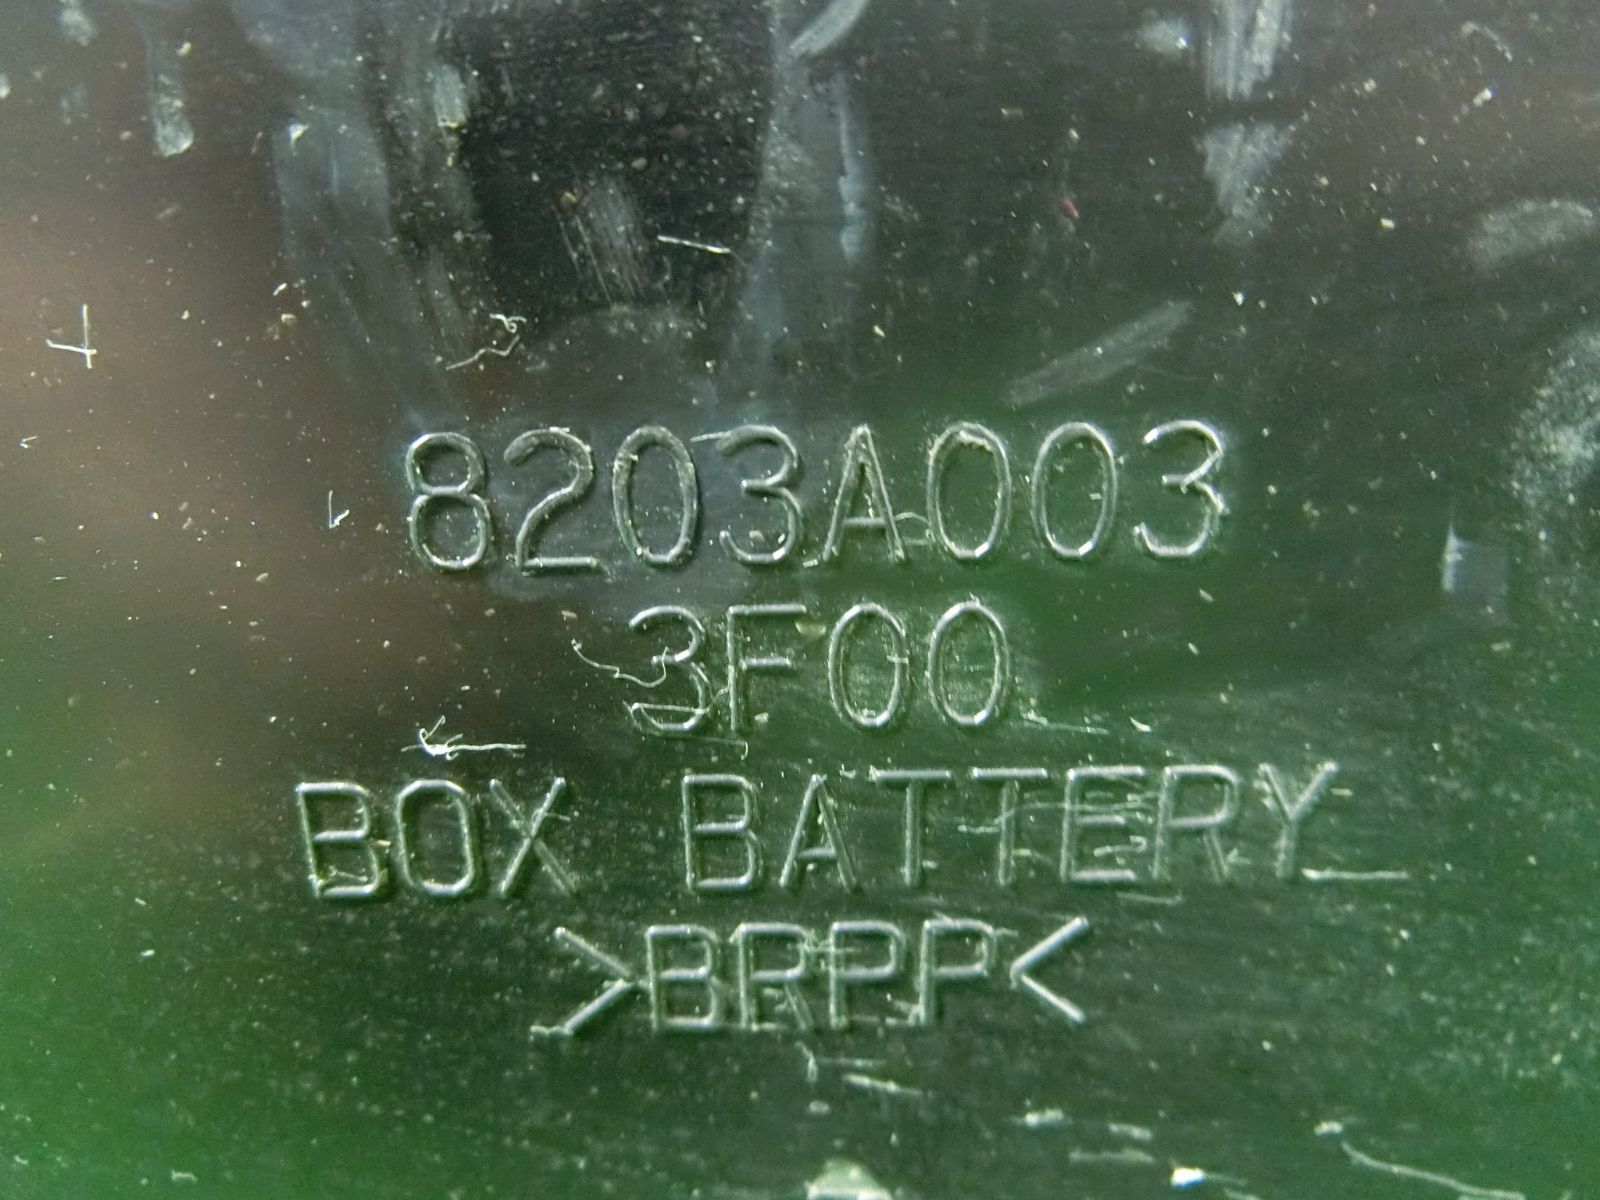 8203A003
3F00
BOX BATTERY
>BRPP<